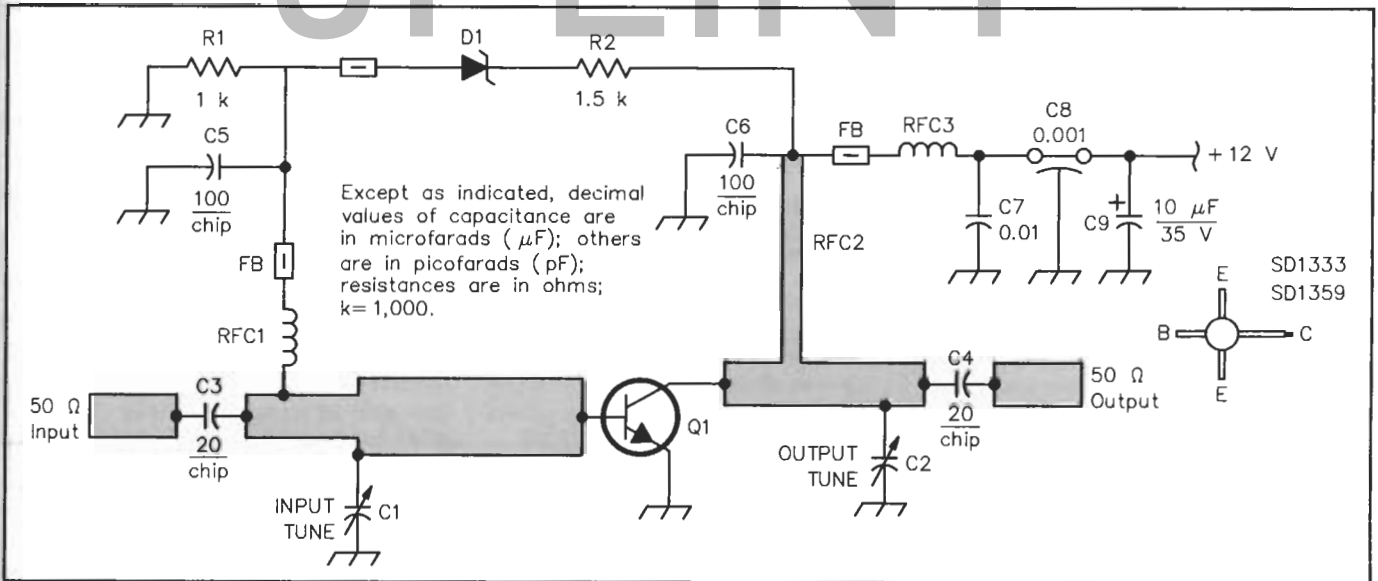 UPLINT
R1
1 k
D1
R2
1.5 k
C5
100
chip
C6
100
chip
FB
RFC3
C8
0.001
+12 V
C7
0.01
C9
+
10 μF
35 V
Except as indicated, decimal
values of capacitance are
in microfarads ( μF); others
are in picofarads (pF);
resistances are in ohms;
k= 1,000.
FB
RFC1
RFC2
SD1333
SD1359
E
B
C
E
50 Ω
Input
C3
20
chip
Q1
C4
20
chip
50 Ω
Output
INPUT
TUNE
C1
OUTPUT
TUNE
C2